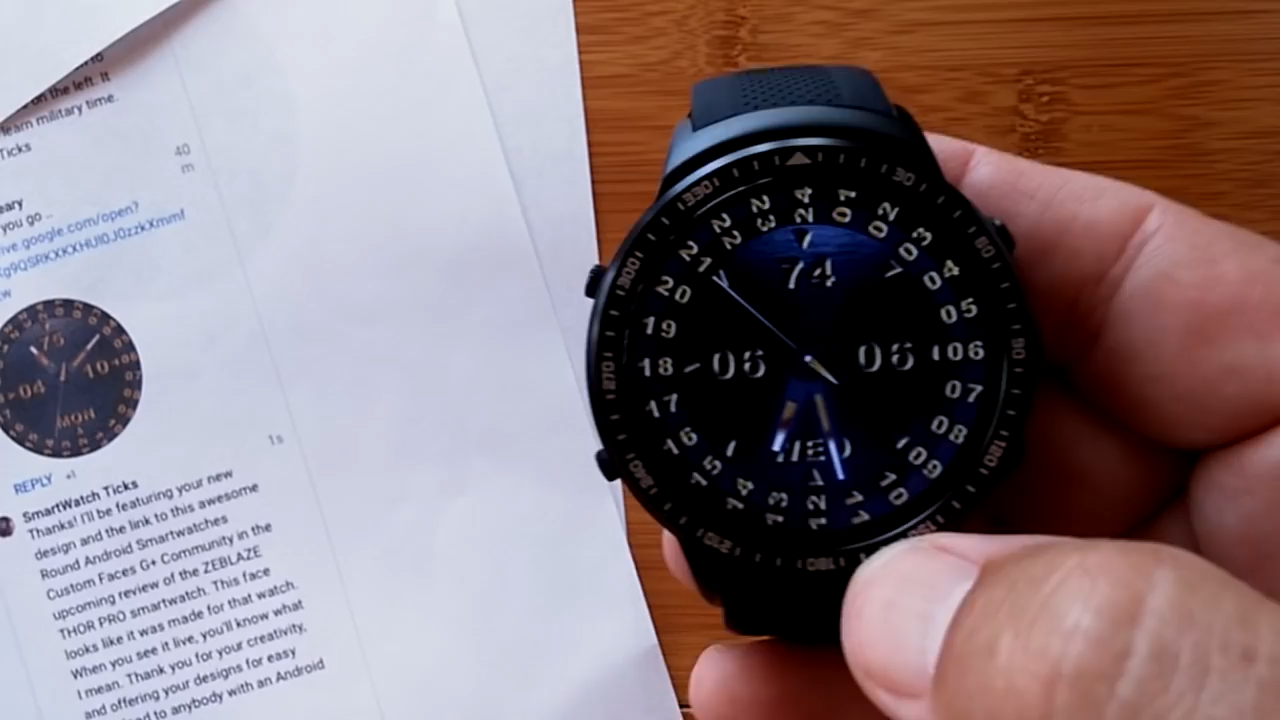 on the left. It
learn military time.
Ticks
40
m
you go ..
ive.google.com/open?
REPLY +1
1s
SmartWatch Ticks
Thanks! I'll be featuring your new
design and the link to this awesome
Round Android Smartwatches
Custom Faces G+ Community in the
upcoming review of the ZEBLAZE
THOR PRO smartwatch. This face
looks like it was made for that watch.
When you see it live, you'll know what
I mean. Thank you for your creativity,
and offering your designs for easy
to anybody with an Android
75
04
10
MON
330
30
60
90
120
150
180
210
240
270
300
24
01
02
03
04
05
06
07
08
09
10
11
12
13
14
15
16
17
18
19
20
21
22
23
74
06
06
WED